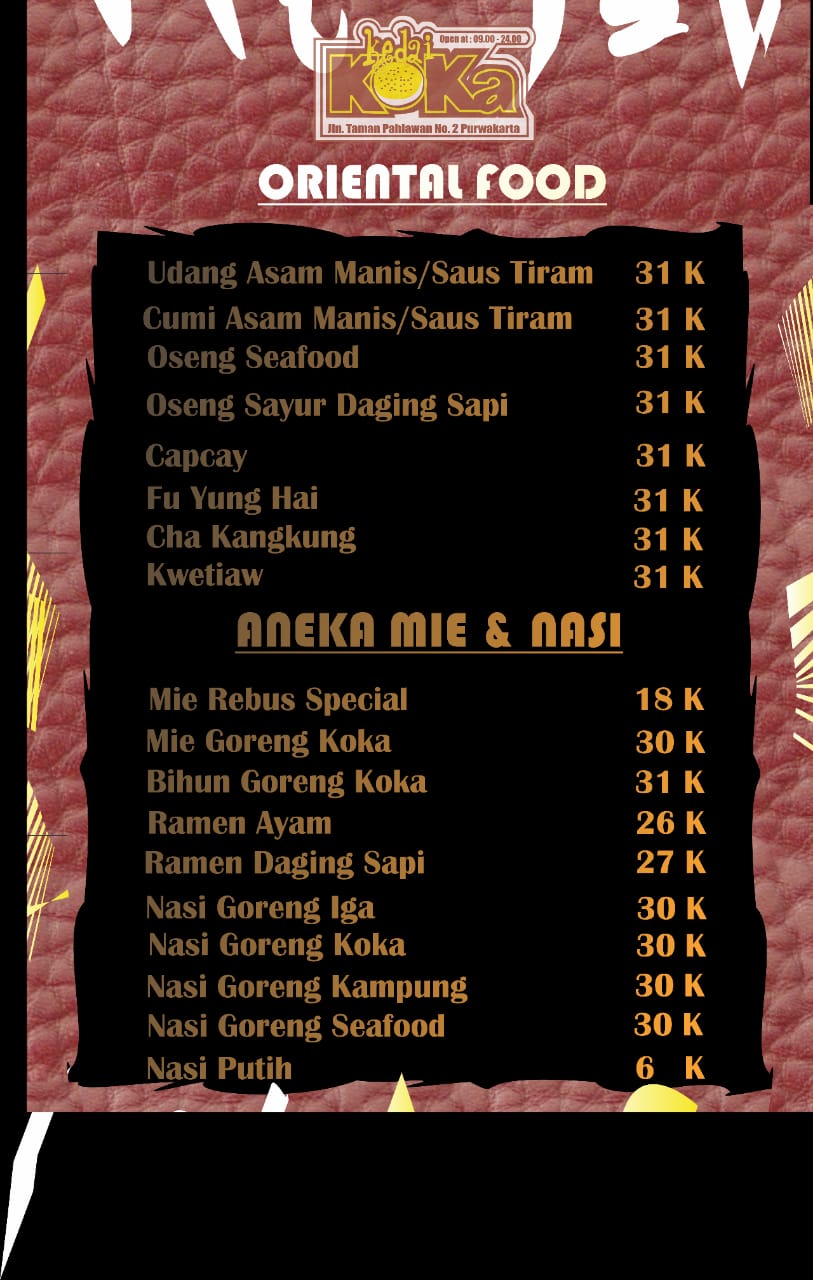 kedai
Open at : 09.00 - 24.00
KOKa
Jln. Taman Pahlawan No. 2 Purwakarta
ORIENTAL FOOD
Udang Asam Manis/Saus Tiram 31 K
Cumi Asam Manis/Saus Tiram 31 K
Oseng Seafood 31 K
Oseng Sayur Daging Sapi 31 K
Capcay 31 K
Fu Yung Hai 31 K
Cha Kangkung 31 K
Kwetiaw 31 K
ANEKA MIE & NASI
Mie Rebus Special 18 K
Mie Goreng Koka 30 K
Bihun Goreng Koka 31 K
Ramen Ayam 26 K
Ramen Daging Sapi 27 K
Nasi Goreng Iga 30 K
Nasi Goreng Koka 30 K
Nasi Goreng Kampung 30 K
Nasi Goreng Seafood 30 K
Nasi Putih 6 K